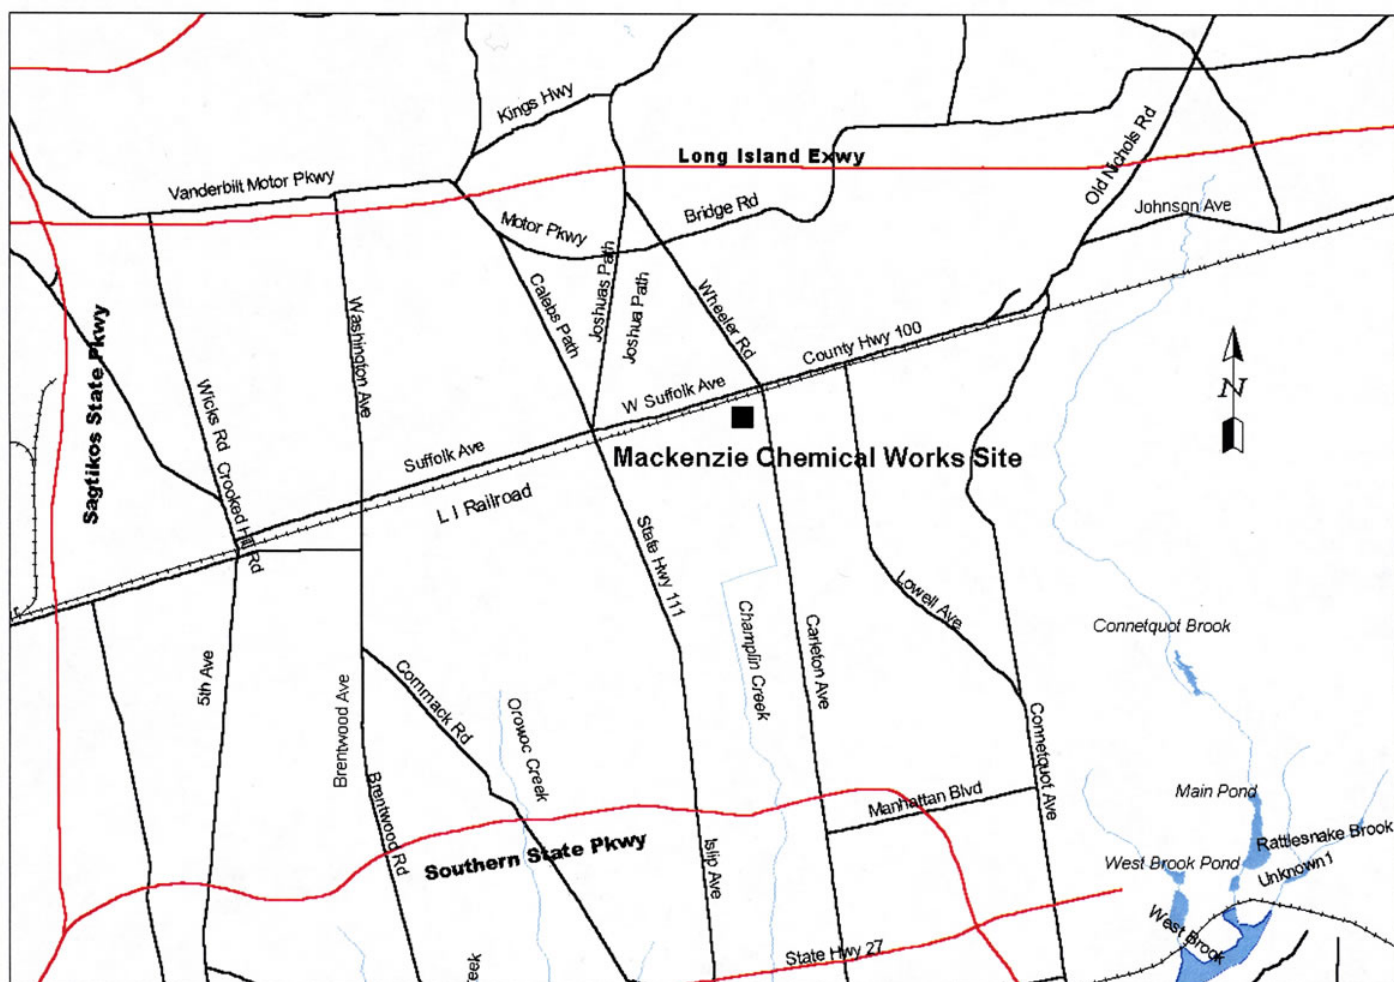 Kings Hwy
Long Island Exwy
Old Nichols Rd
Vanderbilt Motor Pkwy
Motor Pkwy
Bridge Rd
Johnson Ave
Sagtikos State Pkwy
Wicks Rd
Crooked Hill Rd
Washington Ave
Calebs Path
Joshuas Path
Joshua Path
Wheeler Rd
County Hwy 100
W Suffolk Ave
Suffolk Ave
L I Railroad
N
Mackenzie Chemical Works Site
State Hwy 111
Champlin Creek
Carleton Ave
Lowell Ave
Connetquot Brook
5th Ave
Brentwood Ave
Commack Rd
Orowoc Creek
Connetquot Ave
Brentwood Rd
Southern State Pkwy
Islip Ave
Manhattan Blvd
Main Pond
Rattlesnake Brook
West Brook Pond
Unknown1
West Brook
State Hwy 27
eek